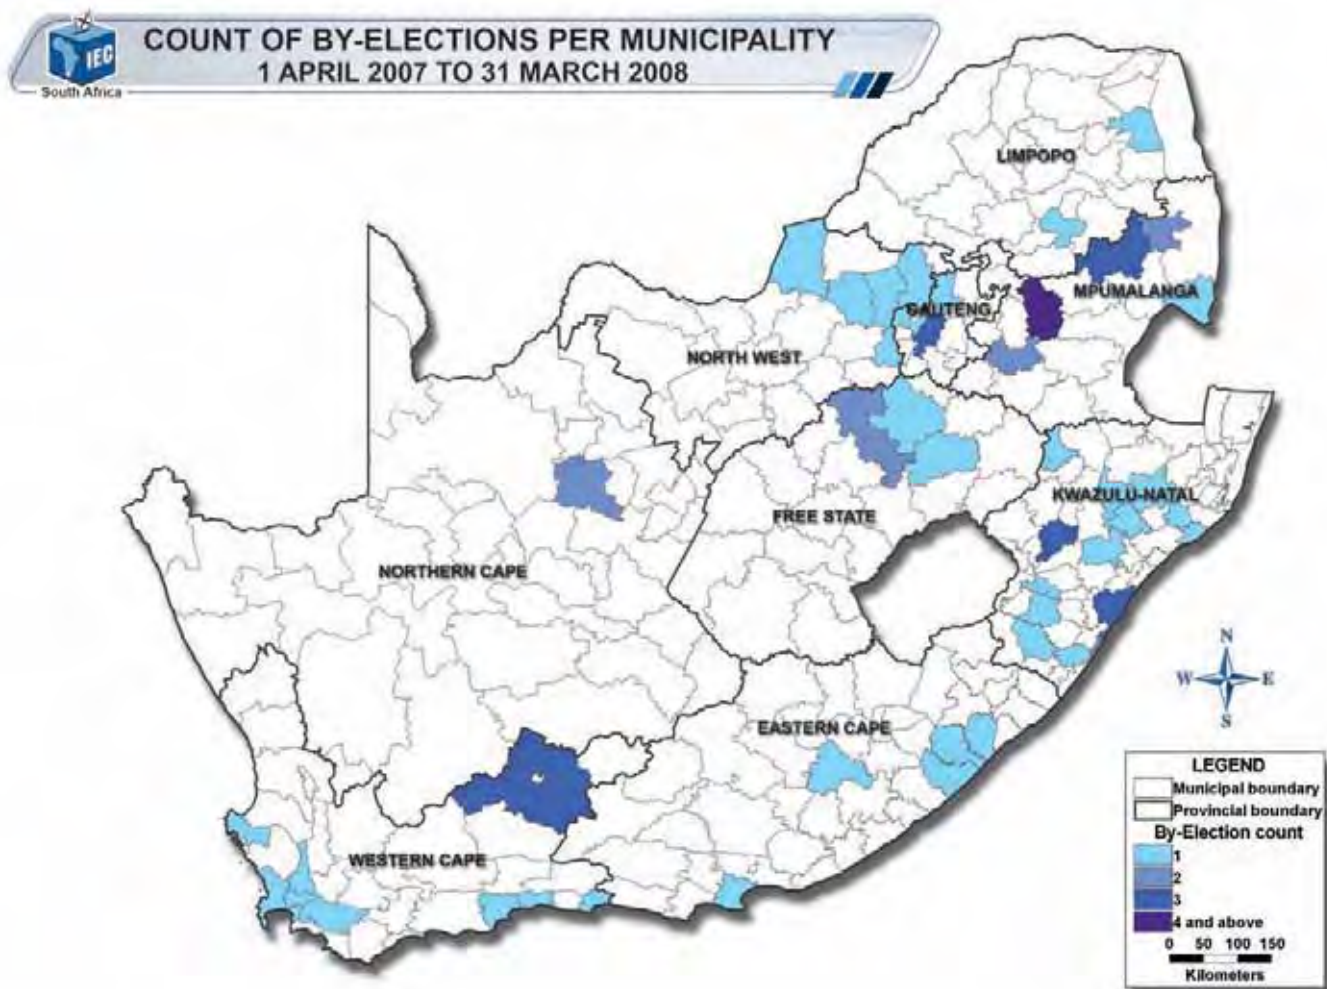 COUNT OF BY-ELECTIONS PER MUNICIPALITY
1 APRIL 2007 TO 31 MARCH 2008
IEC
South Africa
LIMPOPO
MPUMALANGA
GAUTENG
NORTH WEST
KWAZULU-NATAL
FREE STATE
NORTHERN CAPE
EASTERN CAPE
WESTERN CAPE
N
W E
S
LEGEND
Municipal boundary
Provincial boundary
By-Election count
1
2
3
4 and above
0 50 100 150
Kilometers